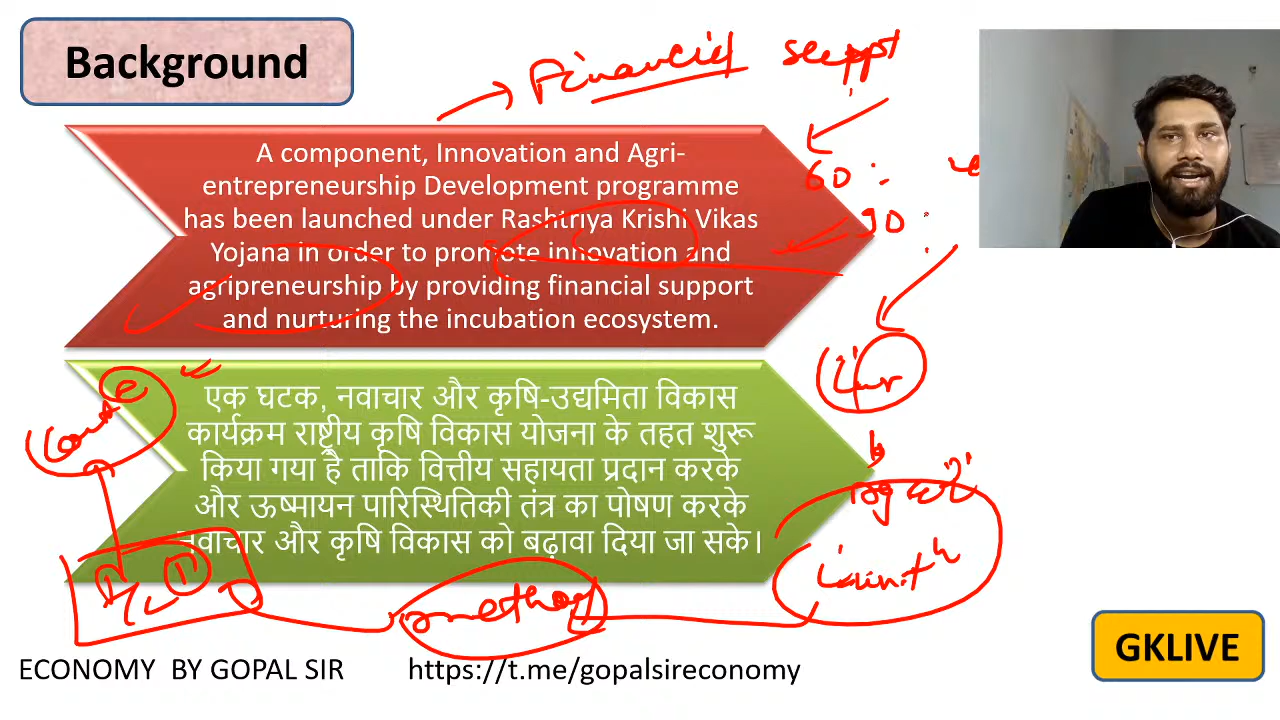 Background
Financial
60
90
A component, Innovation and Agri-
entrepreneurship Development programme
has been launched under Rashtriya Krishi Vikas
Yojana in order to promote innovation and
agripreneurship by providing financial support
and nurturing the incubation ecosystem.
एक घटक, नवाचार और कृषि-उद्यमिता विकास
कार्यक्रम राष्ट्रीय कृषि विकास योजना के तहत शुरू
किया गया है ताकि वित्तीय सहायता प्रदान करके
और ऊष्मायन पारिस्थितिकी तंत्र का पोषण करके
नवाचार और कृषि विकास को बढ़ावा दिया जा सके।
ECONOMY BY GOPAL SIR
https://t.me/gopalsireconomy
GKLIVE